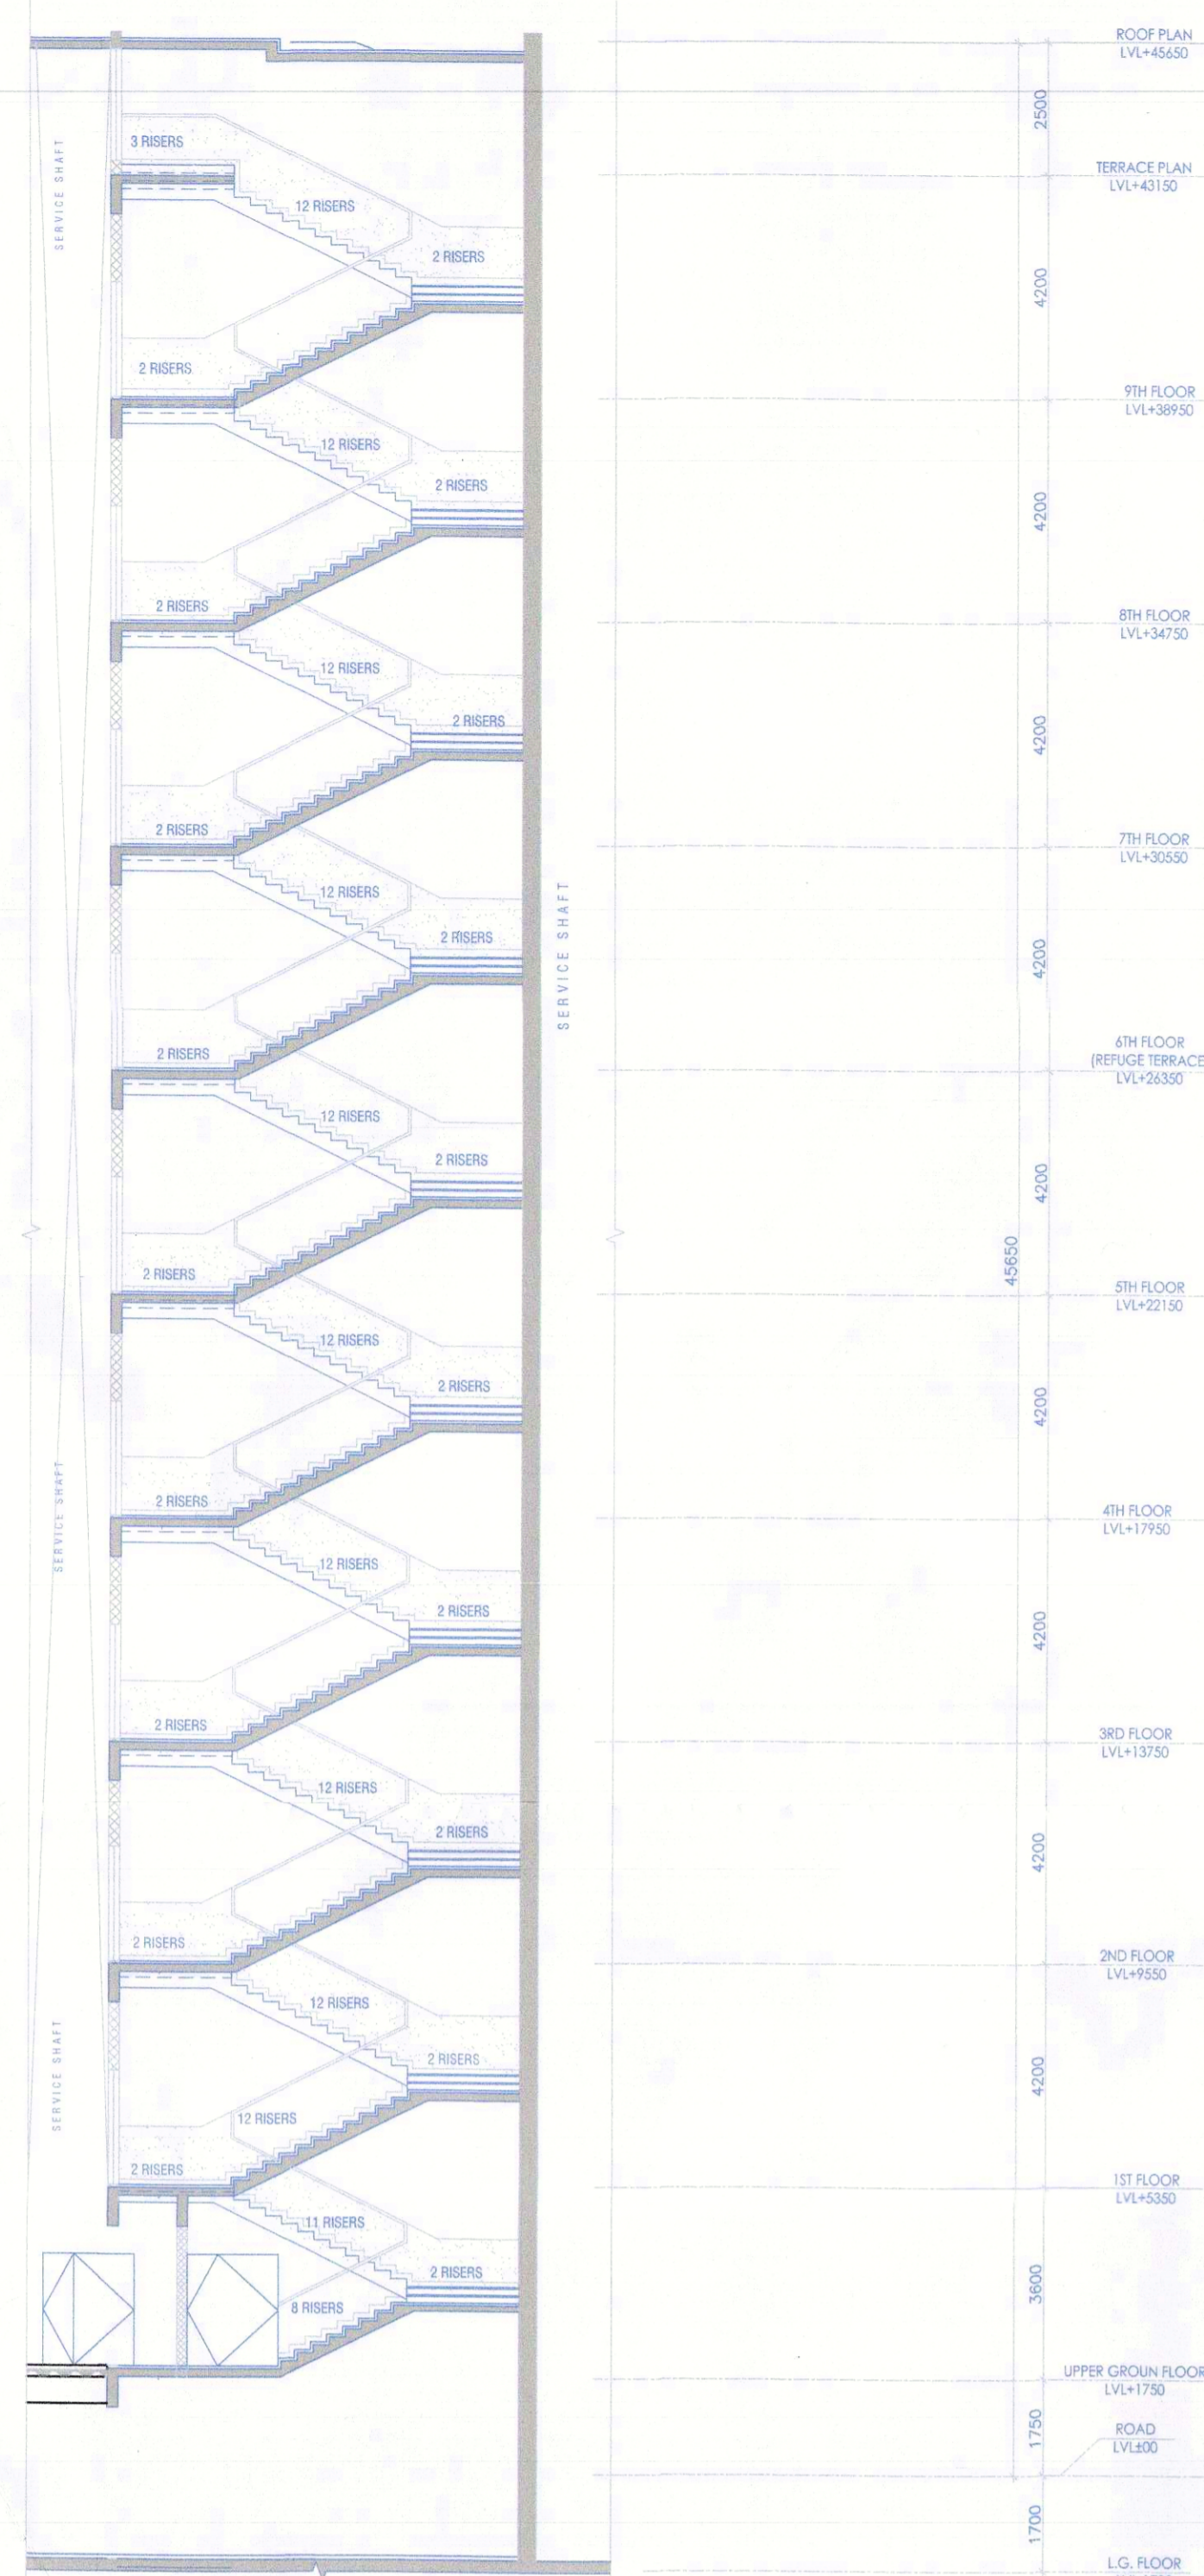 ROOF PLAN
LVL+45650
2500
3 RISERS
SERVICE SHAFT
TERRACE PLAN
LVL+43150
12 RISERS
2 RISERS
4200
2 RISERS
9TH FLOOR
LVL+38950
12 RISERS
2 RISERS
4200
2 RISERS
8TH FLOOR
LVL+34750
12 RISERS
2 RISERS
4200
2 RISERS
7TH FLOOR
LVL+30550
12 RISERS
2 RISERS
SERVICE SHAFT
4200
2 RISERS
6TH FLOOR
(REFUGE TERRACE
LVL+26350
12 RISERS
2 RISERS
4200
45650
2 RISERS
5TH FLOOR
LVL+22150
12 RISERS
2 RISERS
4200
2 RISERS
SERVICE SHAFT
4TH FLOOR
LVL+17950
12 RISERS
2 RISERS
4200
2 RISERS
3RD FLOOR
LVL+13750
12 RISERS
2 RISERS
4200
2 RISERS
2ND FLOOR
LVL+9550
12 RISERS
2 RISERS
SERVICE SHAFT
4200
12 RISERS
2 RISERS
1ST FLOOR
LVL+5350
11 RISERS
2 RISERS
3600
8 RISERS
UPPER GROUN FLOOR
LVL+1750
1750
ROAD
LVL±00
1700
L.G. FLOOR